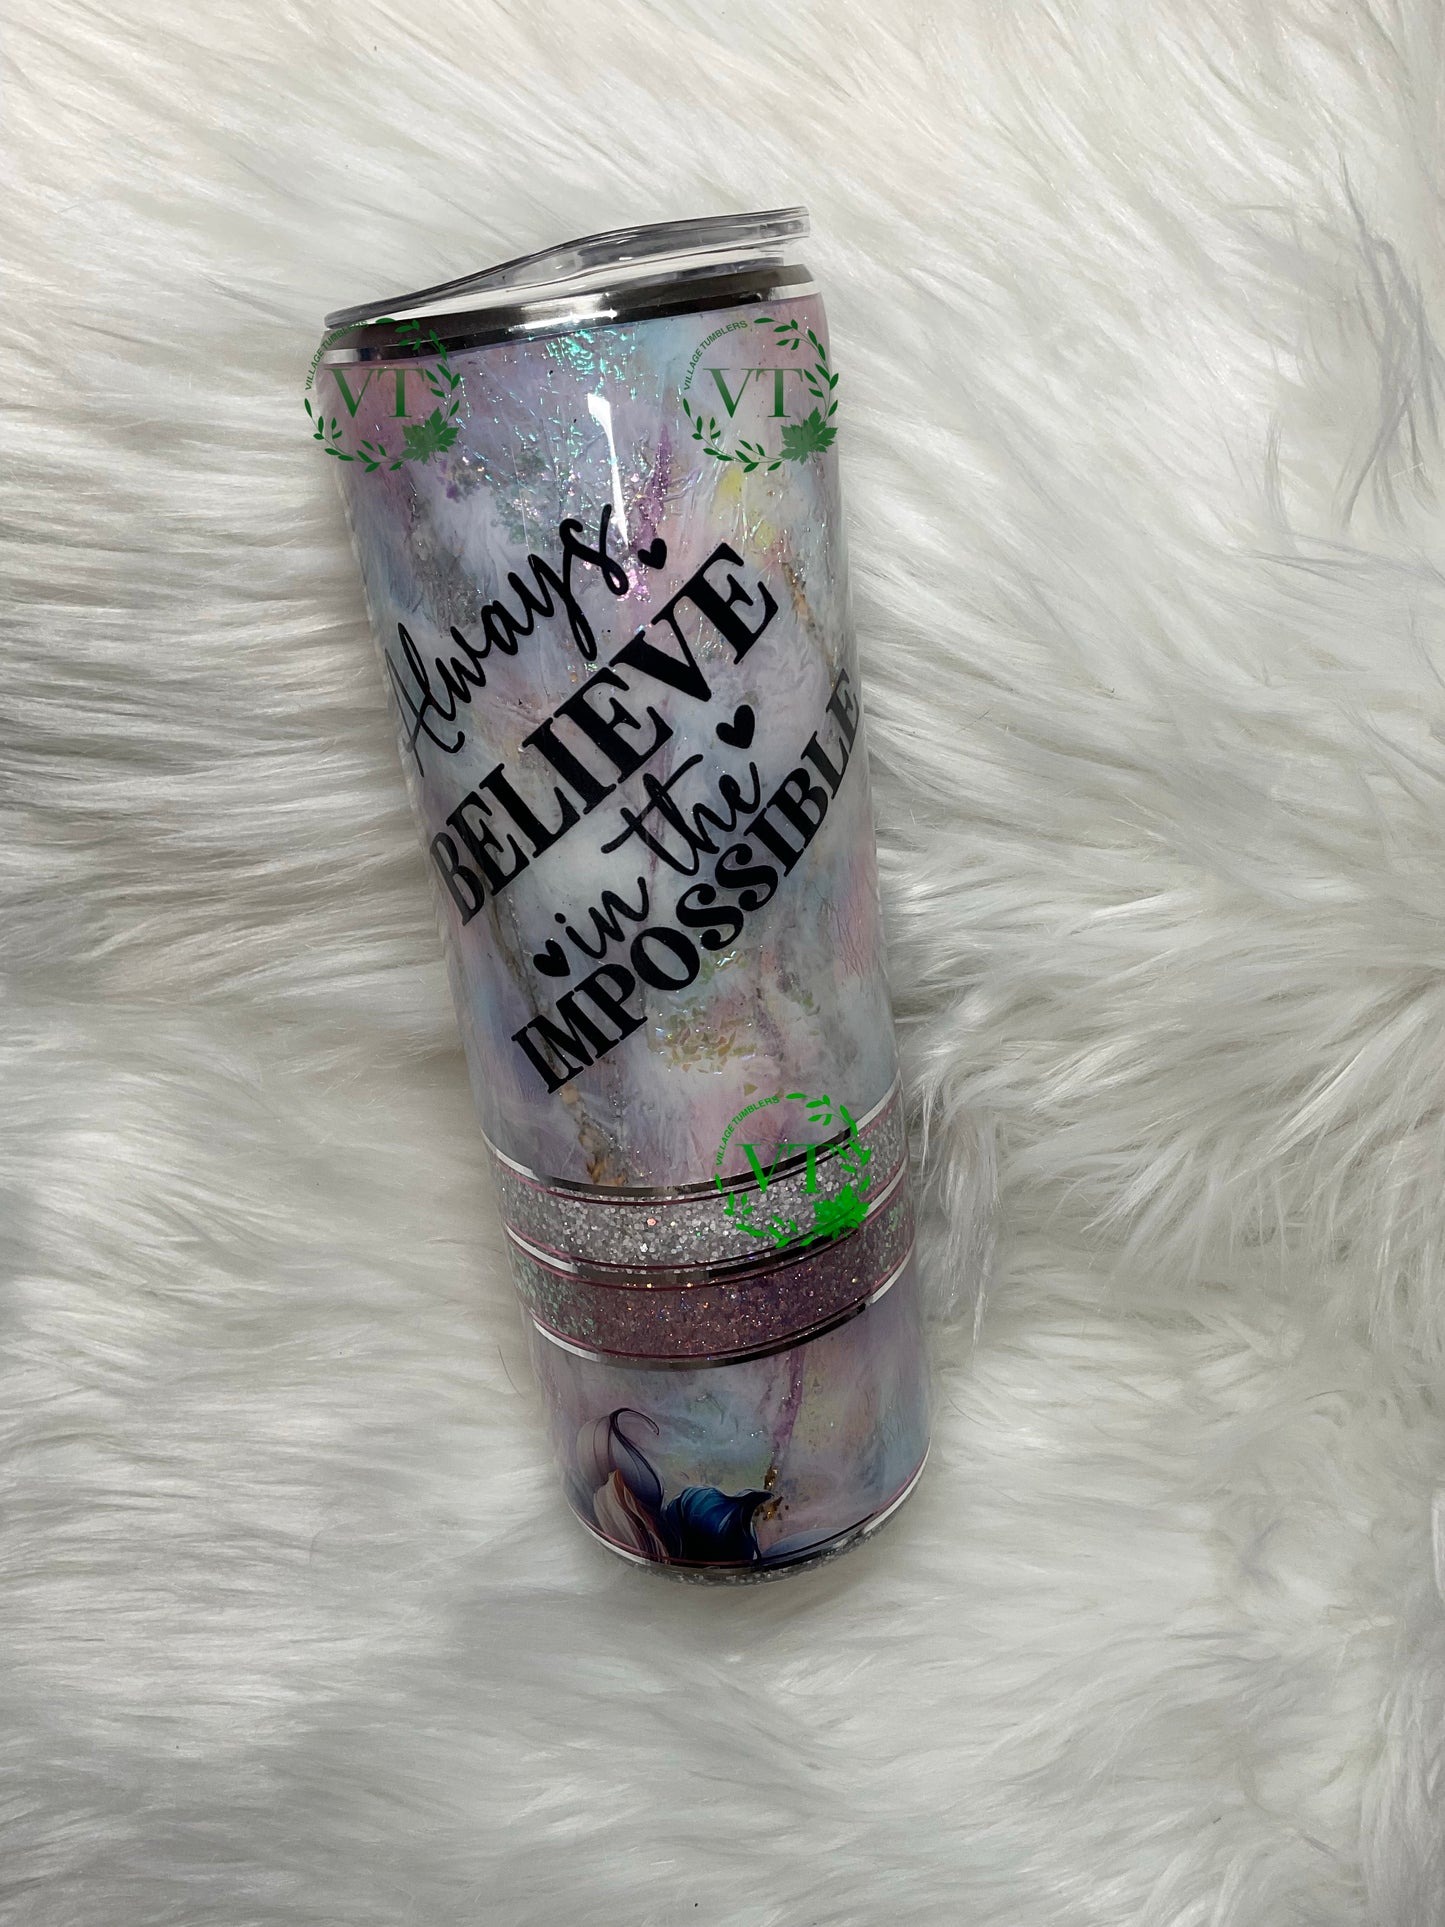 VILLAGE TUMBLERS
VT
VILLAGE TUMBLERS
VT
Always
BELIEVE
in the
IMPOSSIBLE
VILLAGE TUMBLERS
VT